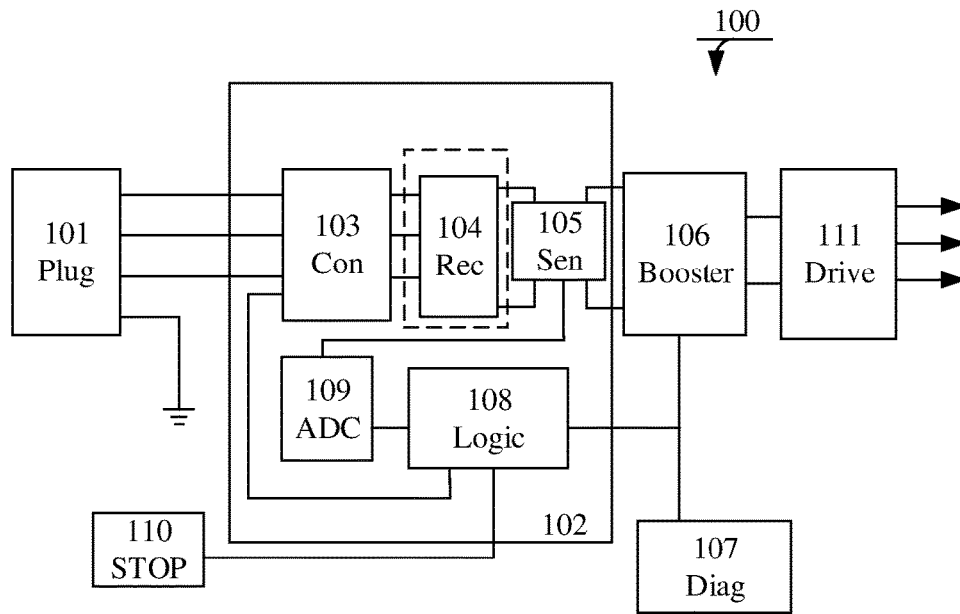 100
101
Plug
103
Con
104
Rec
105
Sen
106
Booster
111
Drive
109
ADC
108
Logic
102
110
STOP
107
Diag